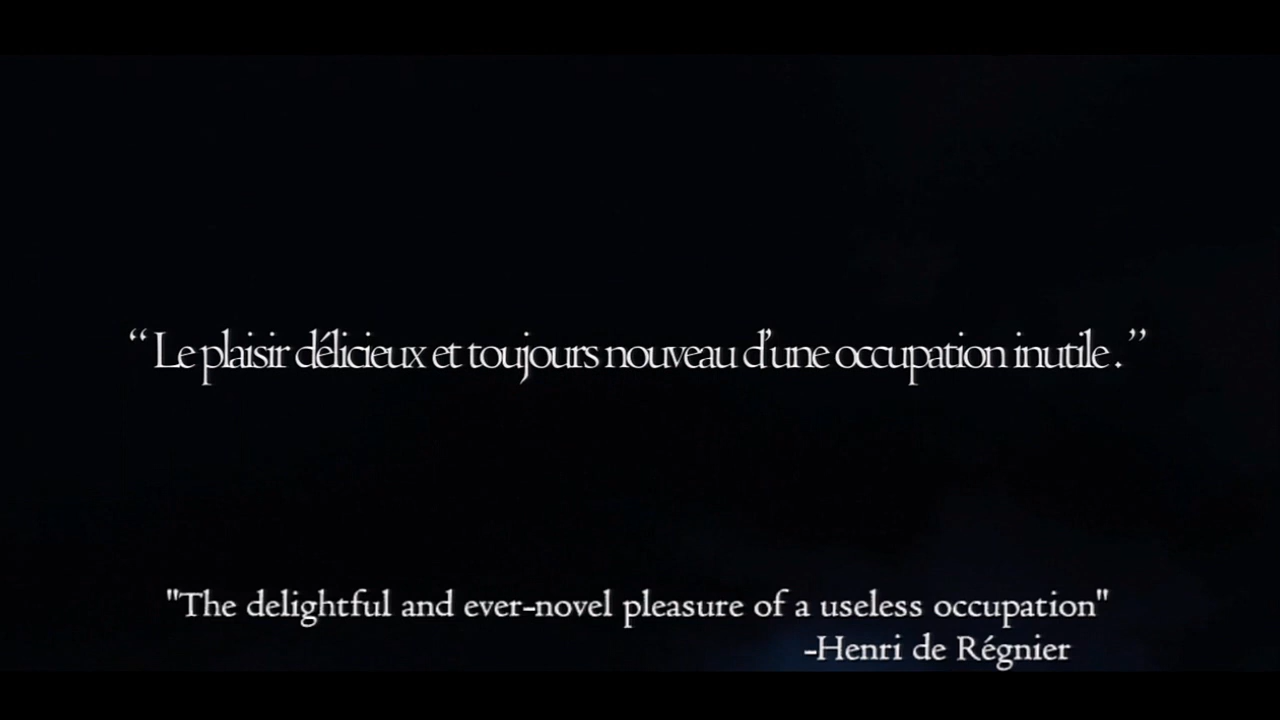 “ Le plaisir délicieux et toujours nouveau d’une occupation inutile . ”
"The delightful and ever-novel pleasure of a useless occupation"
-Henri de Régnier